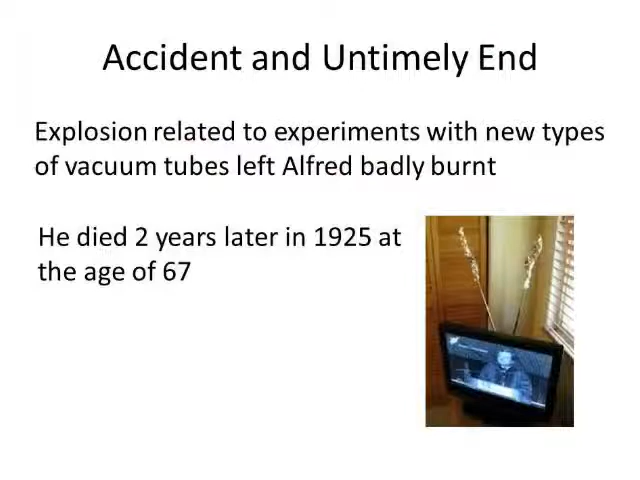 Accident and Untimely End
Explosion related to experiments with new types
of vacuum tubes left Alfred badly burnt
He died 2 years later in 1925 at
the age of 67